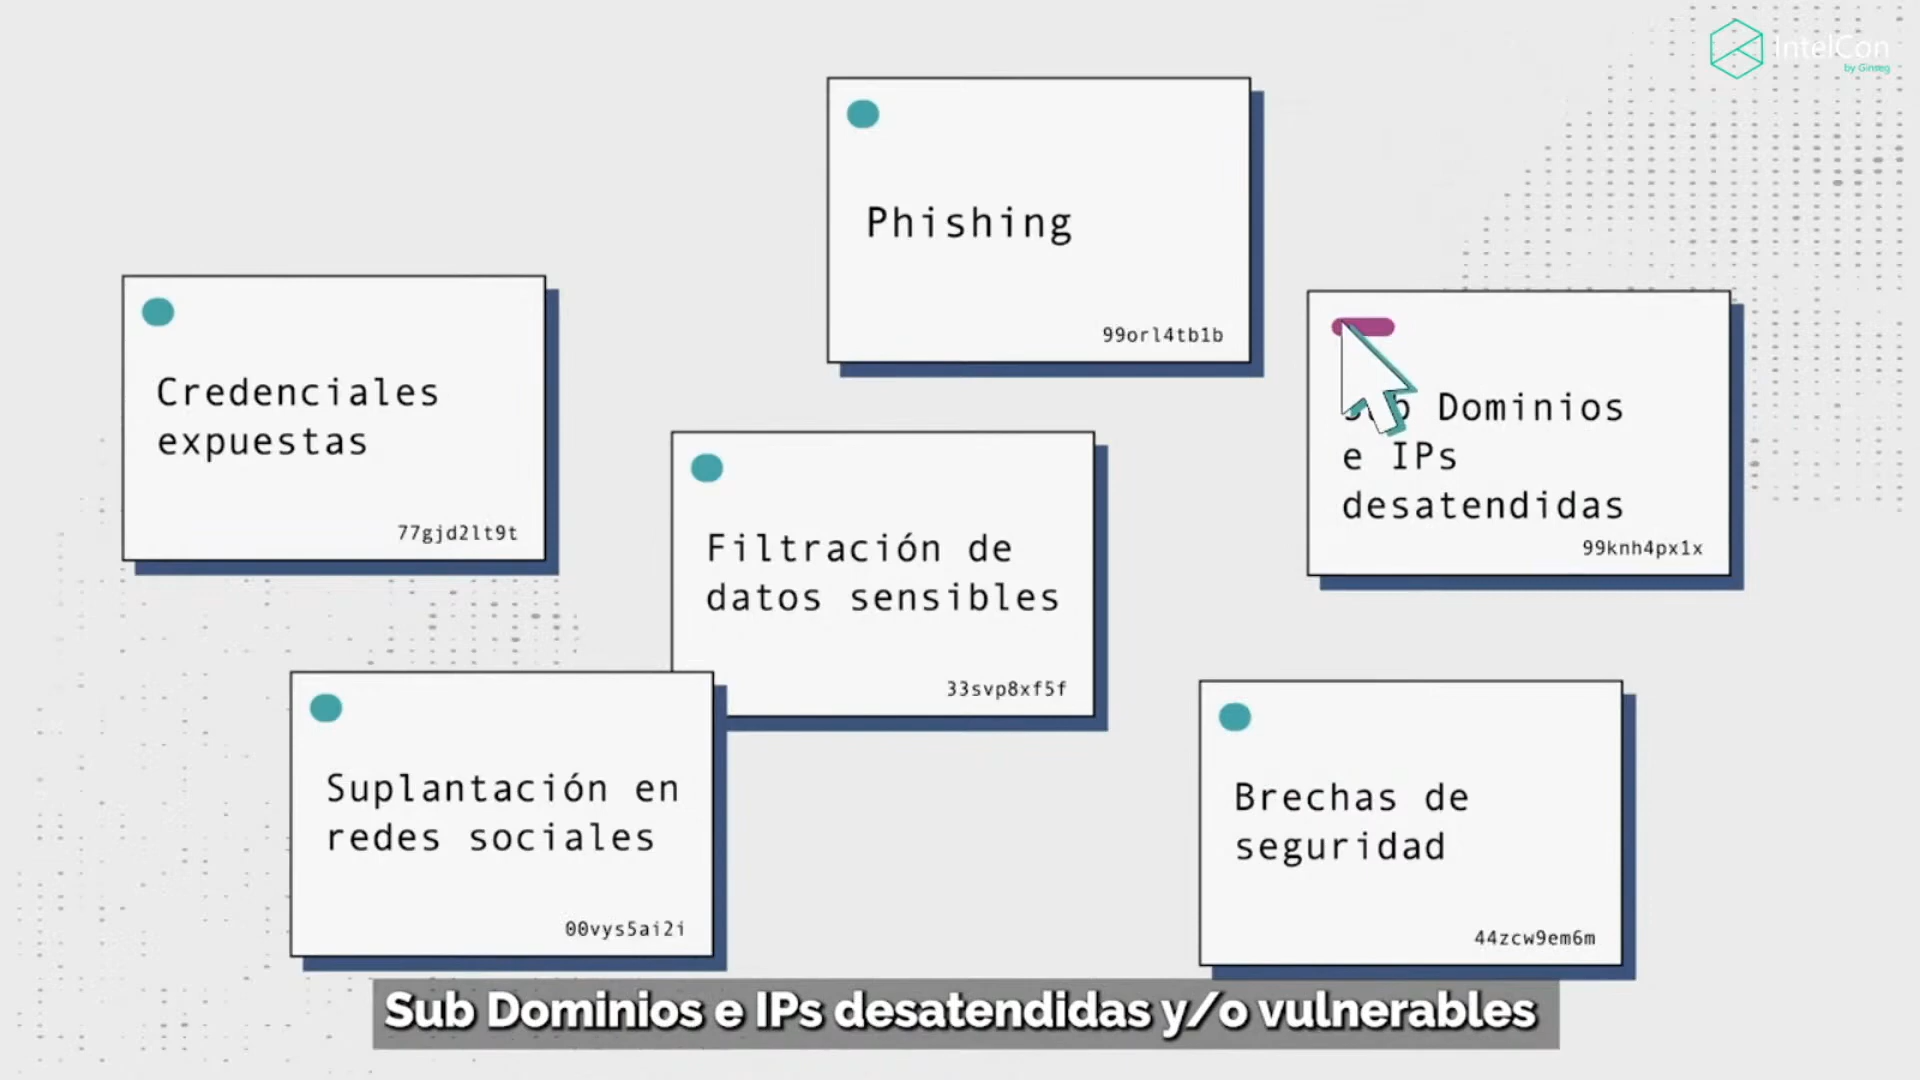 IntelCon
by Ginseg
Phishing
99orl4tb1b
Credenciales
expuestas
77gjd2lt9t
Sub Dominios
e IPs
desatendidas
99knh4px1x
Filtración de
datos sensibles
33svp8xf5f
Suplantación en
redes sociales
00vys5ai2i
Brechas de
seguridad
44zcw9em6m
Sub Dominios e IPs desatendidas y/o vulnerables